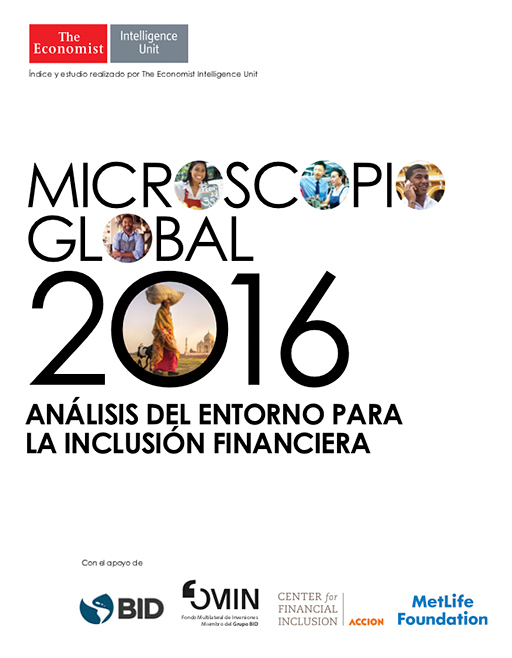 The
Economist
Intelligence
Unit
Índice y estudio realizado por The Economist Intelligence Unit
MICROSCOPIO
GLOBAL
2016
ANÁLISIS DEL ENTORNO PARA
LA INCLUSIÓN FINANCIERA
Con el apoyo de
BID
FOMIN
Fondo Multilateral de Inversiones
Miembro del Grupo BID
CENTER for
FINANCIAL
INCLUSION
ACCION
MetLife
Foundation